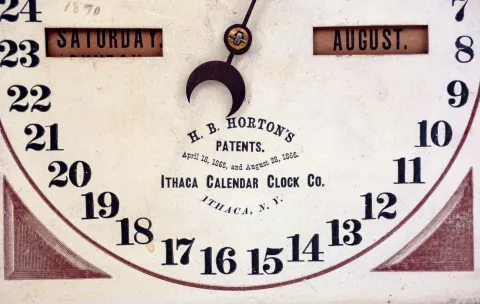 1870
SATURDAY.
AUGUST.
H. B. HORTON'S
PATENTS.
April 18, 1865, and August 28, 1866.
ITHACA CALENDAR CLOCK CO.
ITHACA, N. Y.
7
8
9
10
11
12
13
14
15
16
17
18
19
20
21
22
23
24